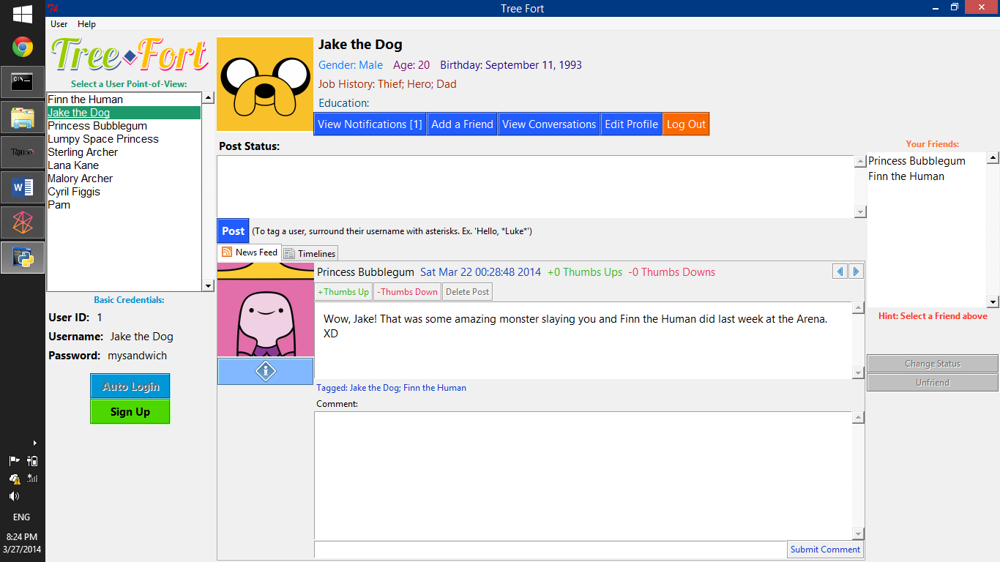 Tree Fort
User Help
Tree Fort
Select a User Point-of-View:
Finn the Human
Jake the Dog
Princess Bubblegum
Lumpy Space Princess
Sterling Archer
Lana Kane
Malory Archer
Cyril Figgis
Pam
Basic Credentials:
User ID: 1
Username: Jake the Dog
Password: mysandwich
Auto Login
Sign Up
Jake the Dog
Gender: Male Age: 20 Birthday: September 11, 1993
Job History: Thief; Hero; Dad
Education:
View Notifications [1] Add a Friend View Conversations Edit Profile Log Out
Post Status:
Post (To tag a user, surround their username with asterisks. Ex. 'Hello, *Luke*')
News Feed Timelines
Princess Bubblegum Sat Mar 22 00:28:48 2014 +0 Thumbs Ups -0 Thumbs Downs
+Thumbs Up -Thumbs Down Delete Post
Wow, Jake! That was some amazing monster slaying you and Finn the Human did last week at the Arena.
XD
Tagged: Jake the Dog; Finn the Human
Comment:
Submit Comment
Your Friends:
Princess Bubblegum
Finn the Human
Hint: Select a Friend above
Change Status
Unfriend
ENG
8:24 PM
3/27/2014